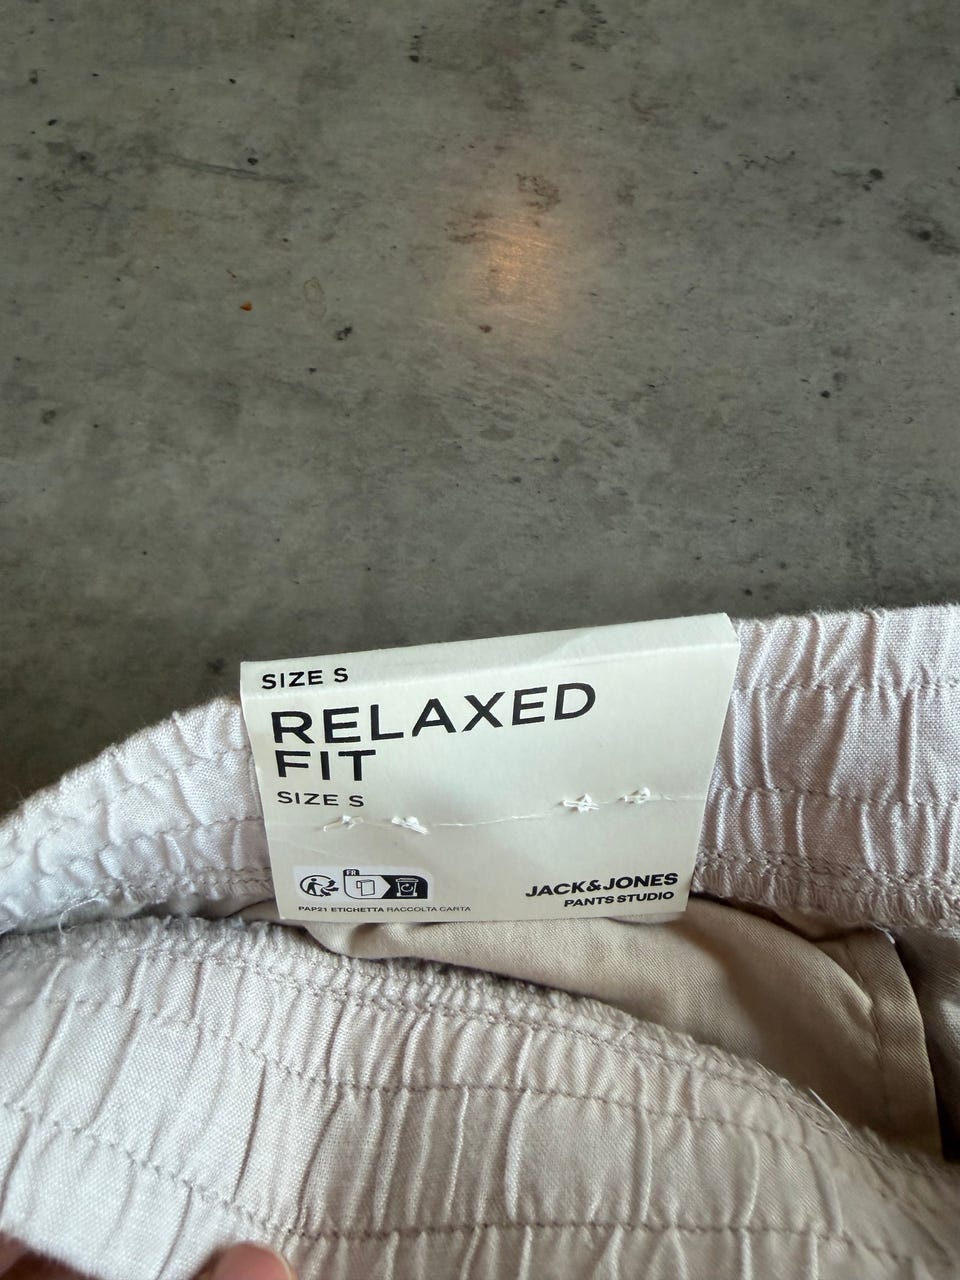 SIZE S
RELAXED
FIT
SIZE S
FR
PAP21 ETICHETTA RACCOLTA CARTA
JACK&JONES
PANTS STUDIO